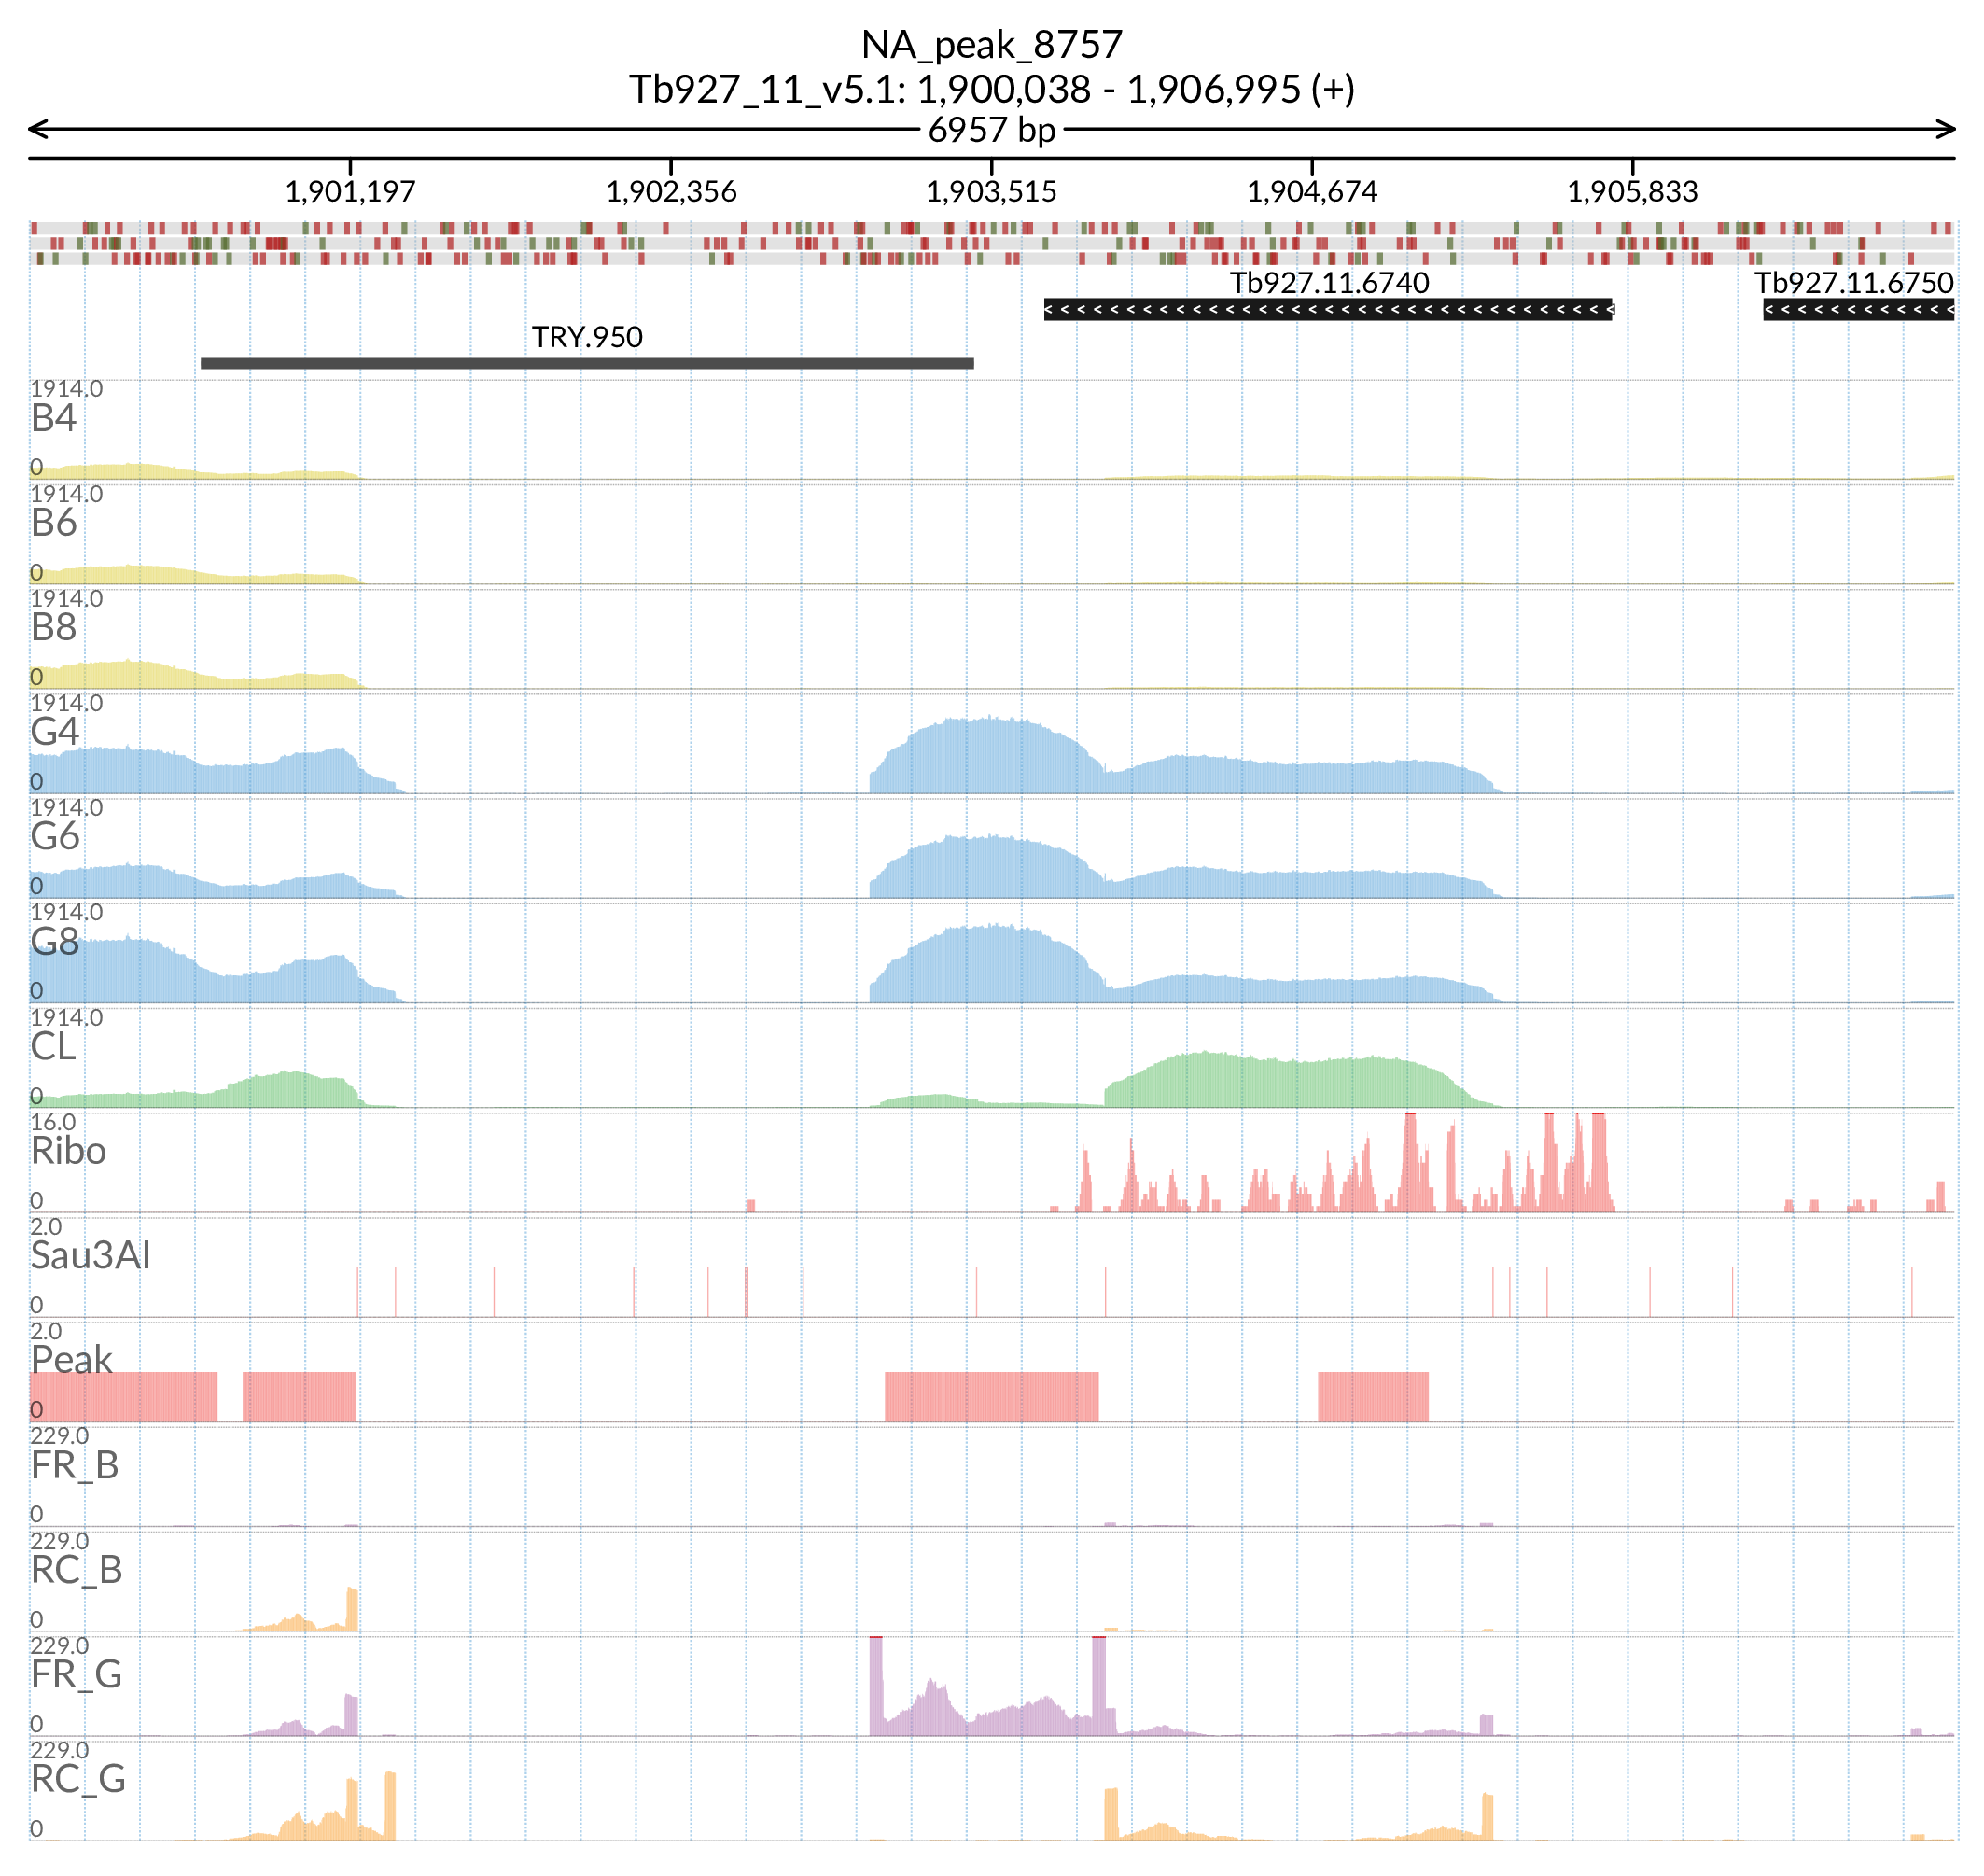 NA_peak_8757
Tb927_11_v5.1: 1,900,038 - 1,906,995 (+)
6957 bp
1,901,197 1,902,356 1,903,515 1,904,674 1,905,833
Tb927.11.6740 Tb927.11.6750
TRY.950
1914.0
B4
0
1914.0
B6
0
1914.0
B8
0
1914.0
G4
0
1914.0
G6
0
1914.0
G8
0
1914.0
CL
0
16.0
Ribo
0
2.0
Sau3AI
0
2.0
Peak
0
229.0
FR_B
0
229.0
RC_B
0
229.0
FR_G
0
229.0
RC_G
0